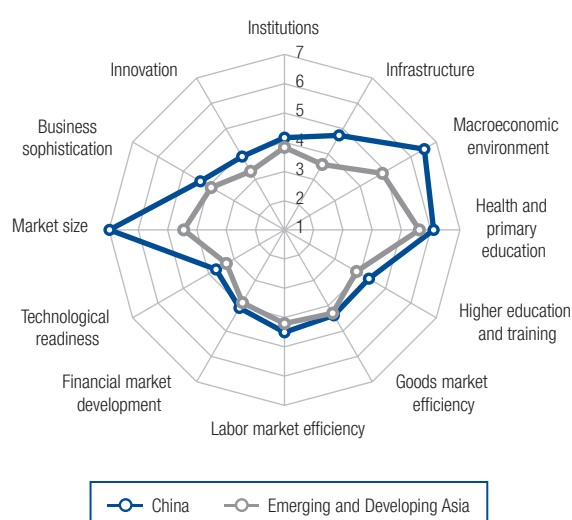 Institutions
7
6
5
4
3
2
1
Infrastructure
Macroeconomic
environment
Health and
primary
education
Higher education
and training
Goods market
efficiency
Labor market efficiency
Financial market
development
Technological
readiness
Market size
Business
sophistication
Innovation
China
Emerging and Developing Asia